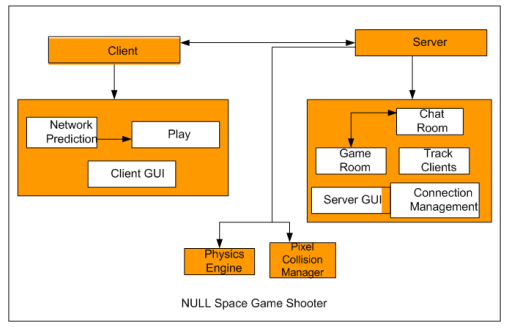 Client
Server
Network
Prediction
Play
Client GUI
Chat
Room
Game
Room
Track
Clients
Server GUI
Connection
Management
Physics
Engine
Pixel
Collision
Manager
NULL Space Game Shooter